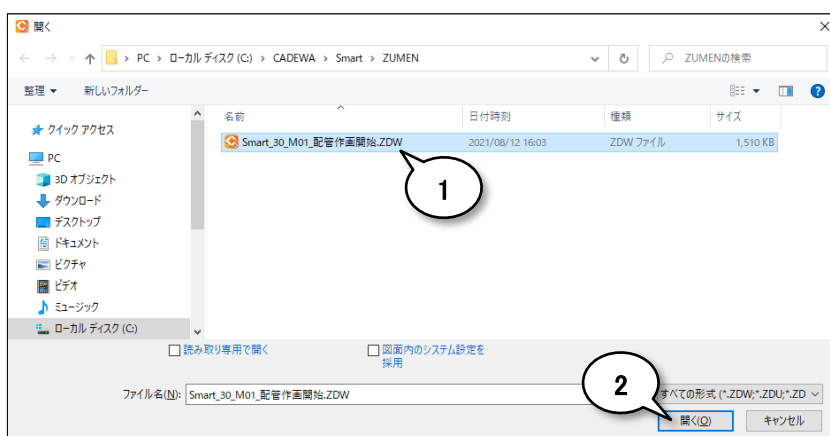 開く
PC › ローカル ディスク (C:) › CADEWA › Smart › ZUMEN
ZUMENの検索
整理 新しいフォルダー
名前 日付時刻 種類 サイズ
クイック アクセス
Smart_30_M01_配管作画開始.ZDW 2021/08/12 16:03 ZDW ファイル 1,510 KB
PC
3D オブジェクト
ダウンロード
デスクトップ
ドキュメント
ピクチャ
ビデオ
ミュージック
ローカル ディスク (C:)
1
読み取り専用で開く
図面内のシステム設定を
採用
2
ファイル名(N): Smart_30_M01_配管作画開始.ZDW
すべての形式 (*.ZDW;*.ZDU;*.ZD
開く(O) キャンセル